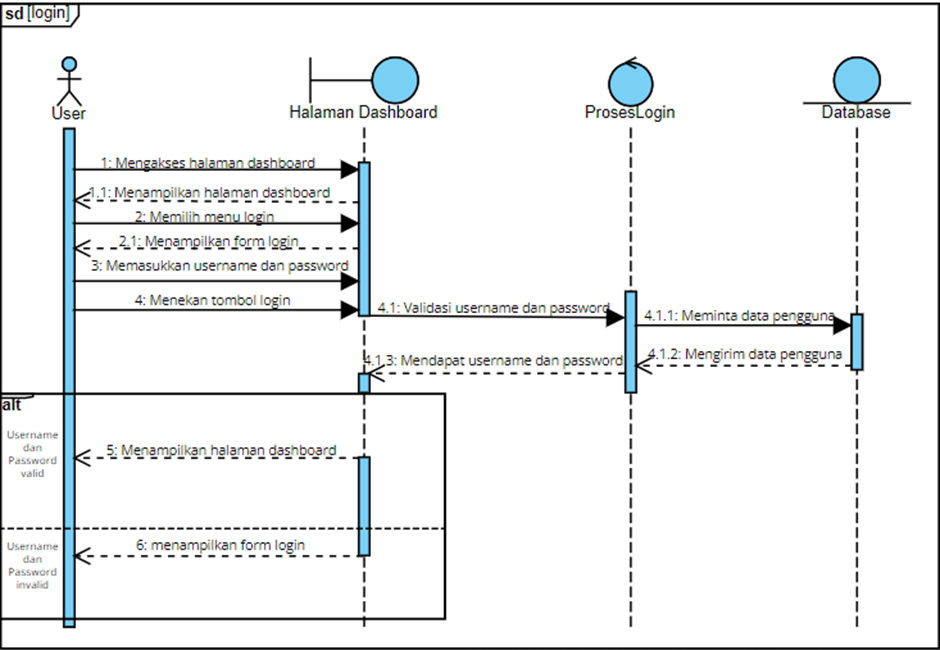 sd [login]
User
Halaman Dashboard
ProsesLogin
Database
1: Mengakses halaman dashboard
1.1: Menampilkan halaman dashboard
2: Memilih menu login
2.1: Menampilkan form login
3: Memasukkan username dan password
4: Menekan tombol login
4.1: Validasi username dan password
4.1.1: Meminta data pengguna
4.1.2: Mengirim data pengguna
4.1.3: Mendapat username dan password
alt
Username
dan
Password
valid
5: Menampilkan halaman dashboard
6: menampilkan form login
Username
dan
Password
invalid